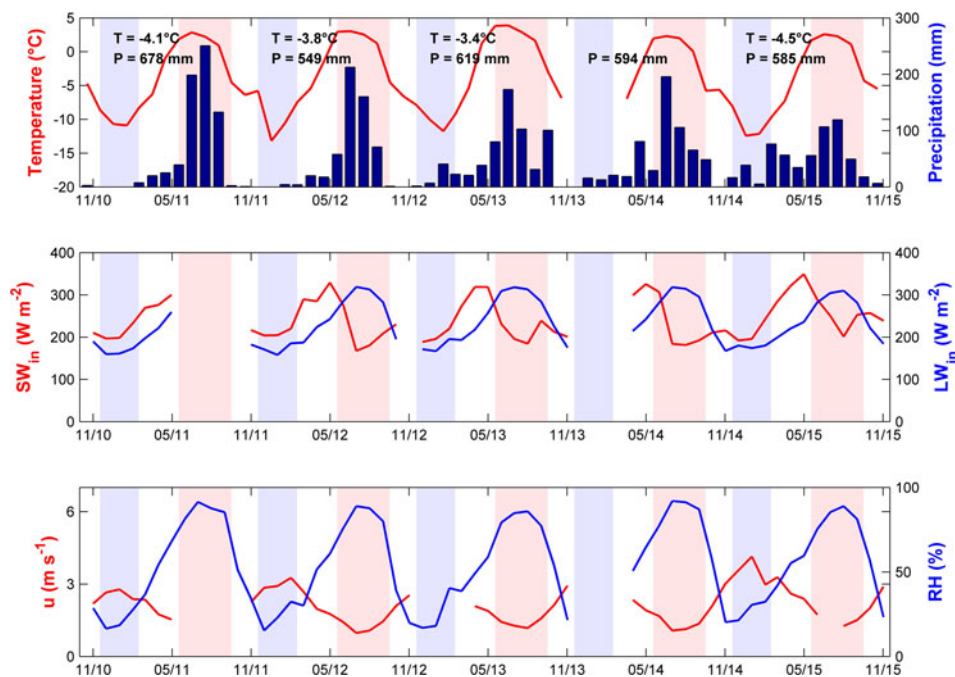 5
0
-5
-10
-15
-20
Temperature (°C)
T = -4.1°C
P = 678 mm
T = -3.8°C
P = 549 mm
T = -3.4°C
P = 619 mm
P = 594 mm
T = -4.5°C
P = 585 mm
300
200
100
0
Precipitation (mm)
11/10 05/11 11/11 05/12 11/12 05/13 11/13 05/14 11/14 05/15 11/15
400
300
200
100
0
SWin (W m-2)
400
300
200
100
0
LWin (W m-2)
11/10 05/11 11/11 05/12 11/12 05/13 11/13 05/14 11/14 05/15 11/15
6
3
0
u (m s-1)
100
50
0
RH (%)
11/10 05/11 11/11 05/12 11/12 05/13 11/13 05/14 11/14 05/15 11/15